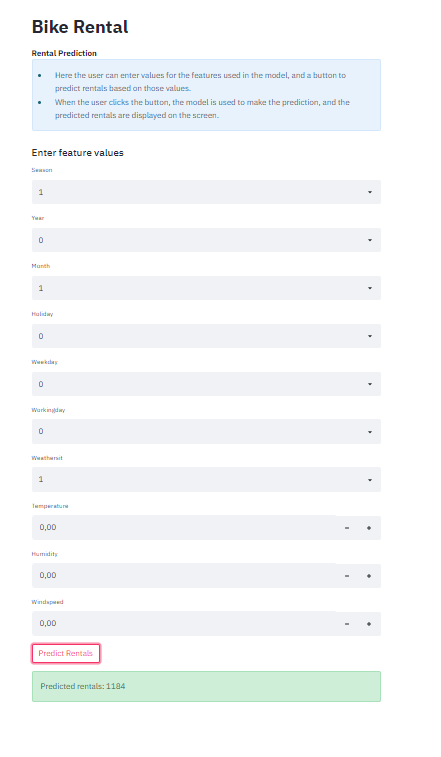 Bike Rental
Rental Prediction
Here the user can enter values for the features used in the model, and a button to
predict rentals based on those values.
When the user clicks the button, the model is used to make the prediction, and the
predicted rentals are displayed on the screen.
Enter feature values
Season
1
Year
0
Month
1
Holiday
0
Weekday
0
Workingday
0
Weathersit
1
Temperature
0,00
Humidity
0,00
Windspeed
0,00
Predict Rentals
Predicted rentals: 1184